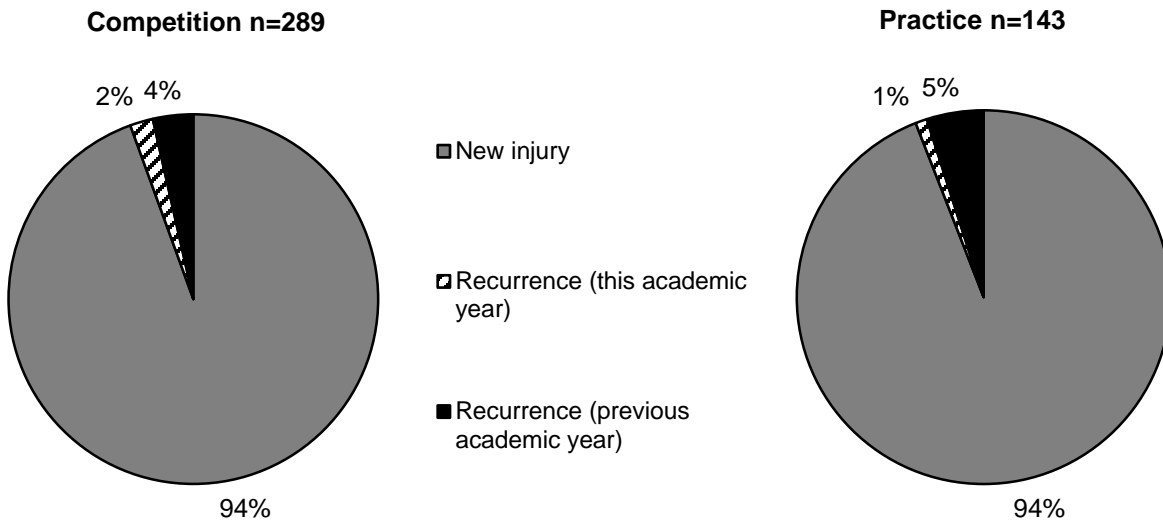 Competition n=289
2% 4%
94%
New injury
Recurrence (this academic
year)
Recurrence (previous
academic year)
Practice n=143
1% 5%
94%